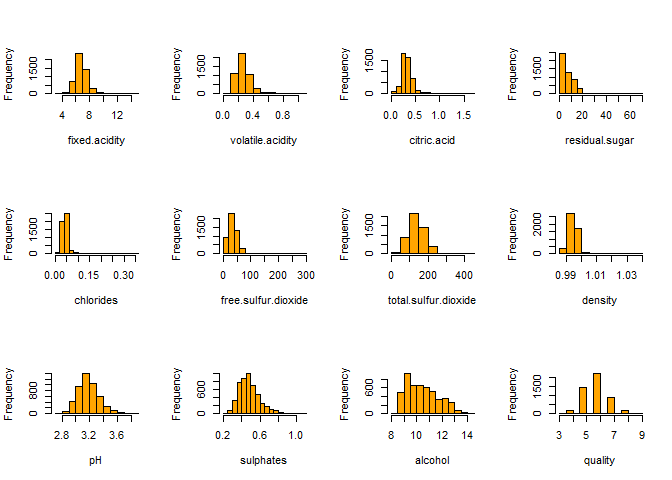 Frequency
0 1500
4 8 12
fixed.acidity
Frequency
0 1500
0.0 0.4 0.8
volatile.acidity
Frequency
0 1500
0.0 0.5 1.0 1.5
citric.acid
Frequency
0 1500
0 20 40 60
residual.sugar
Frequency
0 1500
0.00 0.15 0.30
chlorides
Frequency
0 1500
0 100 200 300
free.sulfur.dioxide
Frequency
0 1500
0 200 400
total.sulfur.dioxide
Frequency
0 2000
0.99 1.01 1.03
density
Frequency
0 800
2.8 3.2 3.6
pH
Frequency
0 600
0.2 0.6 1.0
sulphates
Frequency
0 600
8 10 12 14
alcohol
Frequency
0 1500
3 5 7 9
quality